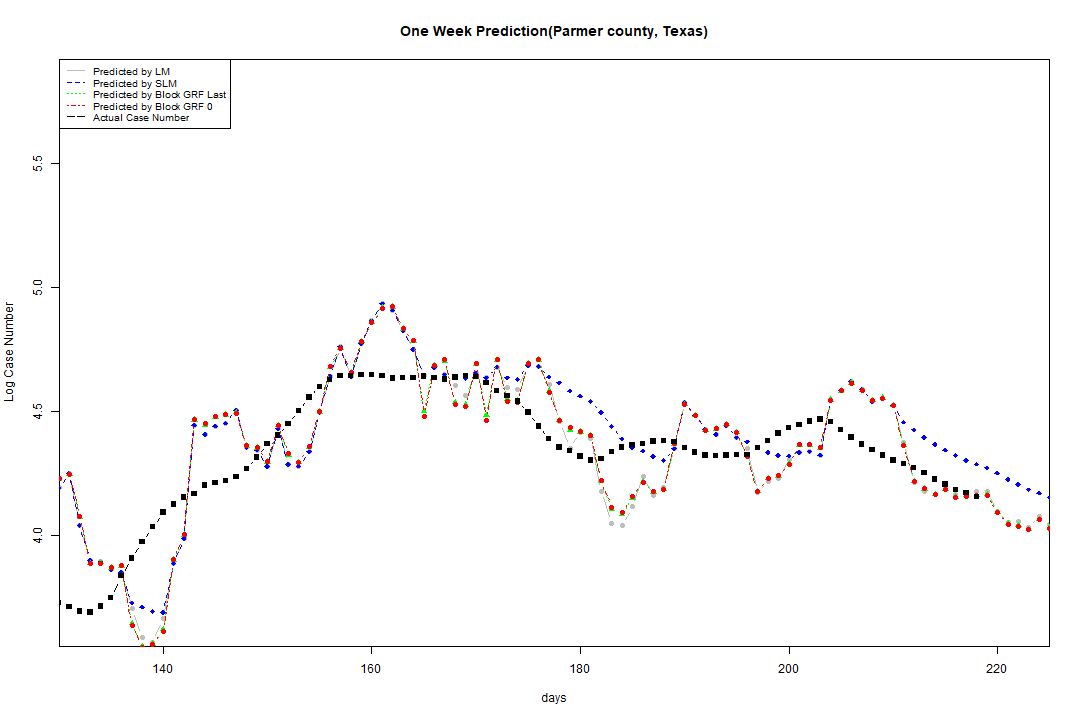 One Week Prediction(Parmer county, Texas)
Predicted by LM
Predicted by SLM
Predicted by Block GRF Last
Predicted by Block GRF 0
Actual Case Number
5.5
5.0
4.5
4.0
Log Case Number
140 160 180 200 220
days